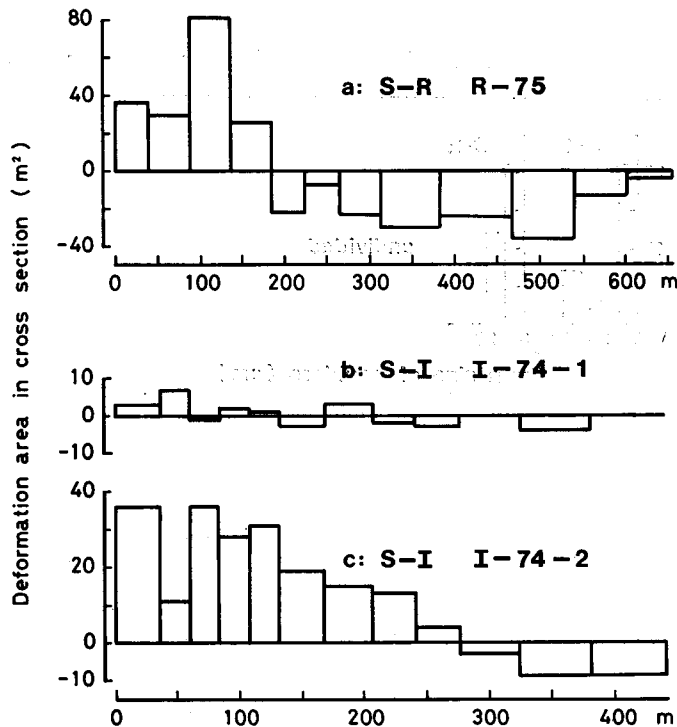 Deformation area in cross section (m²)
80
40
0
-40
a: S-R R-75
0 100 200 300 400 500 600 m
10
0
-10
b: S-I I-74-1
40
20
0
-10
c: S-I I-74-2
0 100 200 300 400 m